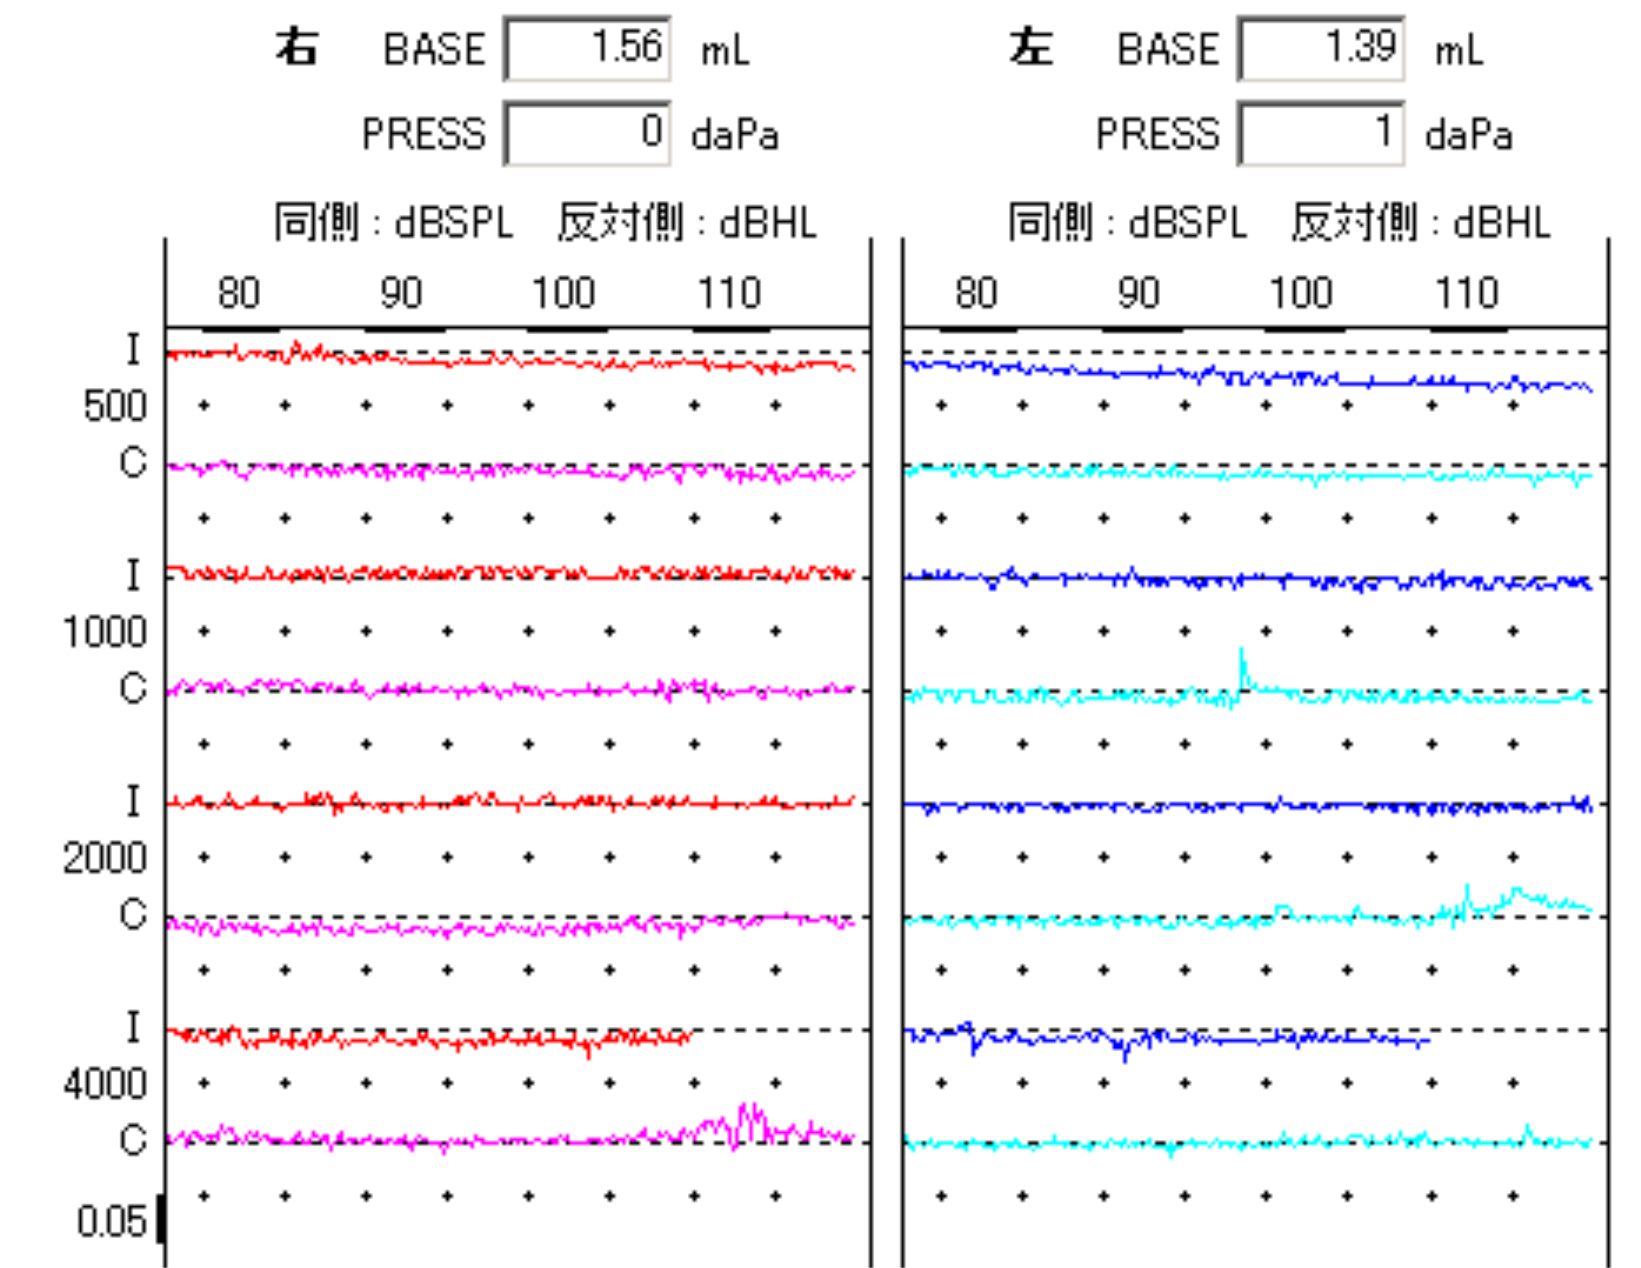 右 BASE 1.56 mL 左 BASE 1.39 mL
PRESS 0 daPa PRESS 1 daPa
同側 : dBSPL 反対側 : dBHL 同側 : dBSPL 反対側 : dBHL
80 90 100 110 80 90 100 110
I
500
C
I
1000
C
I
2000
C
I
4000
C
0.05